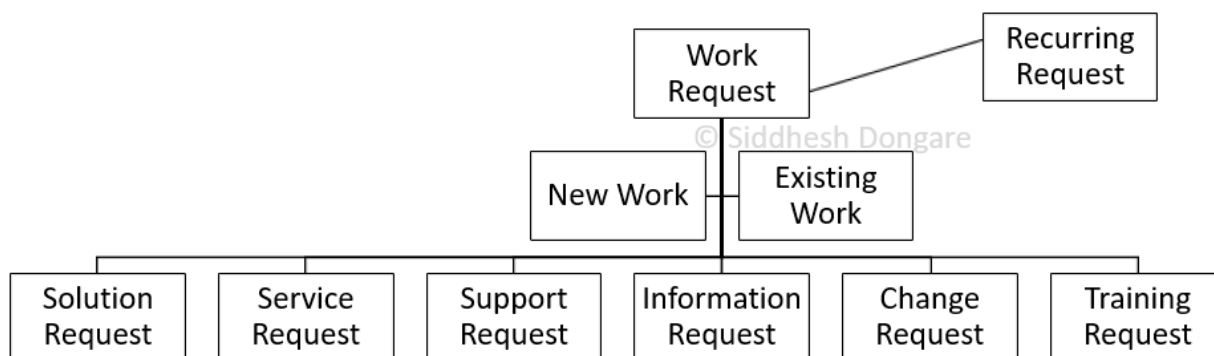 Work
Request
Recurring
Request
© Siddhesh Dongare
New Work
Existing
Work
Solution
Request
Service
Request
Support
Request
Information
Request
Change
Request
Training
Request